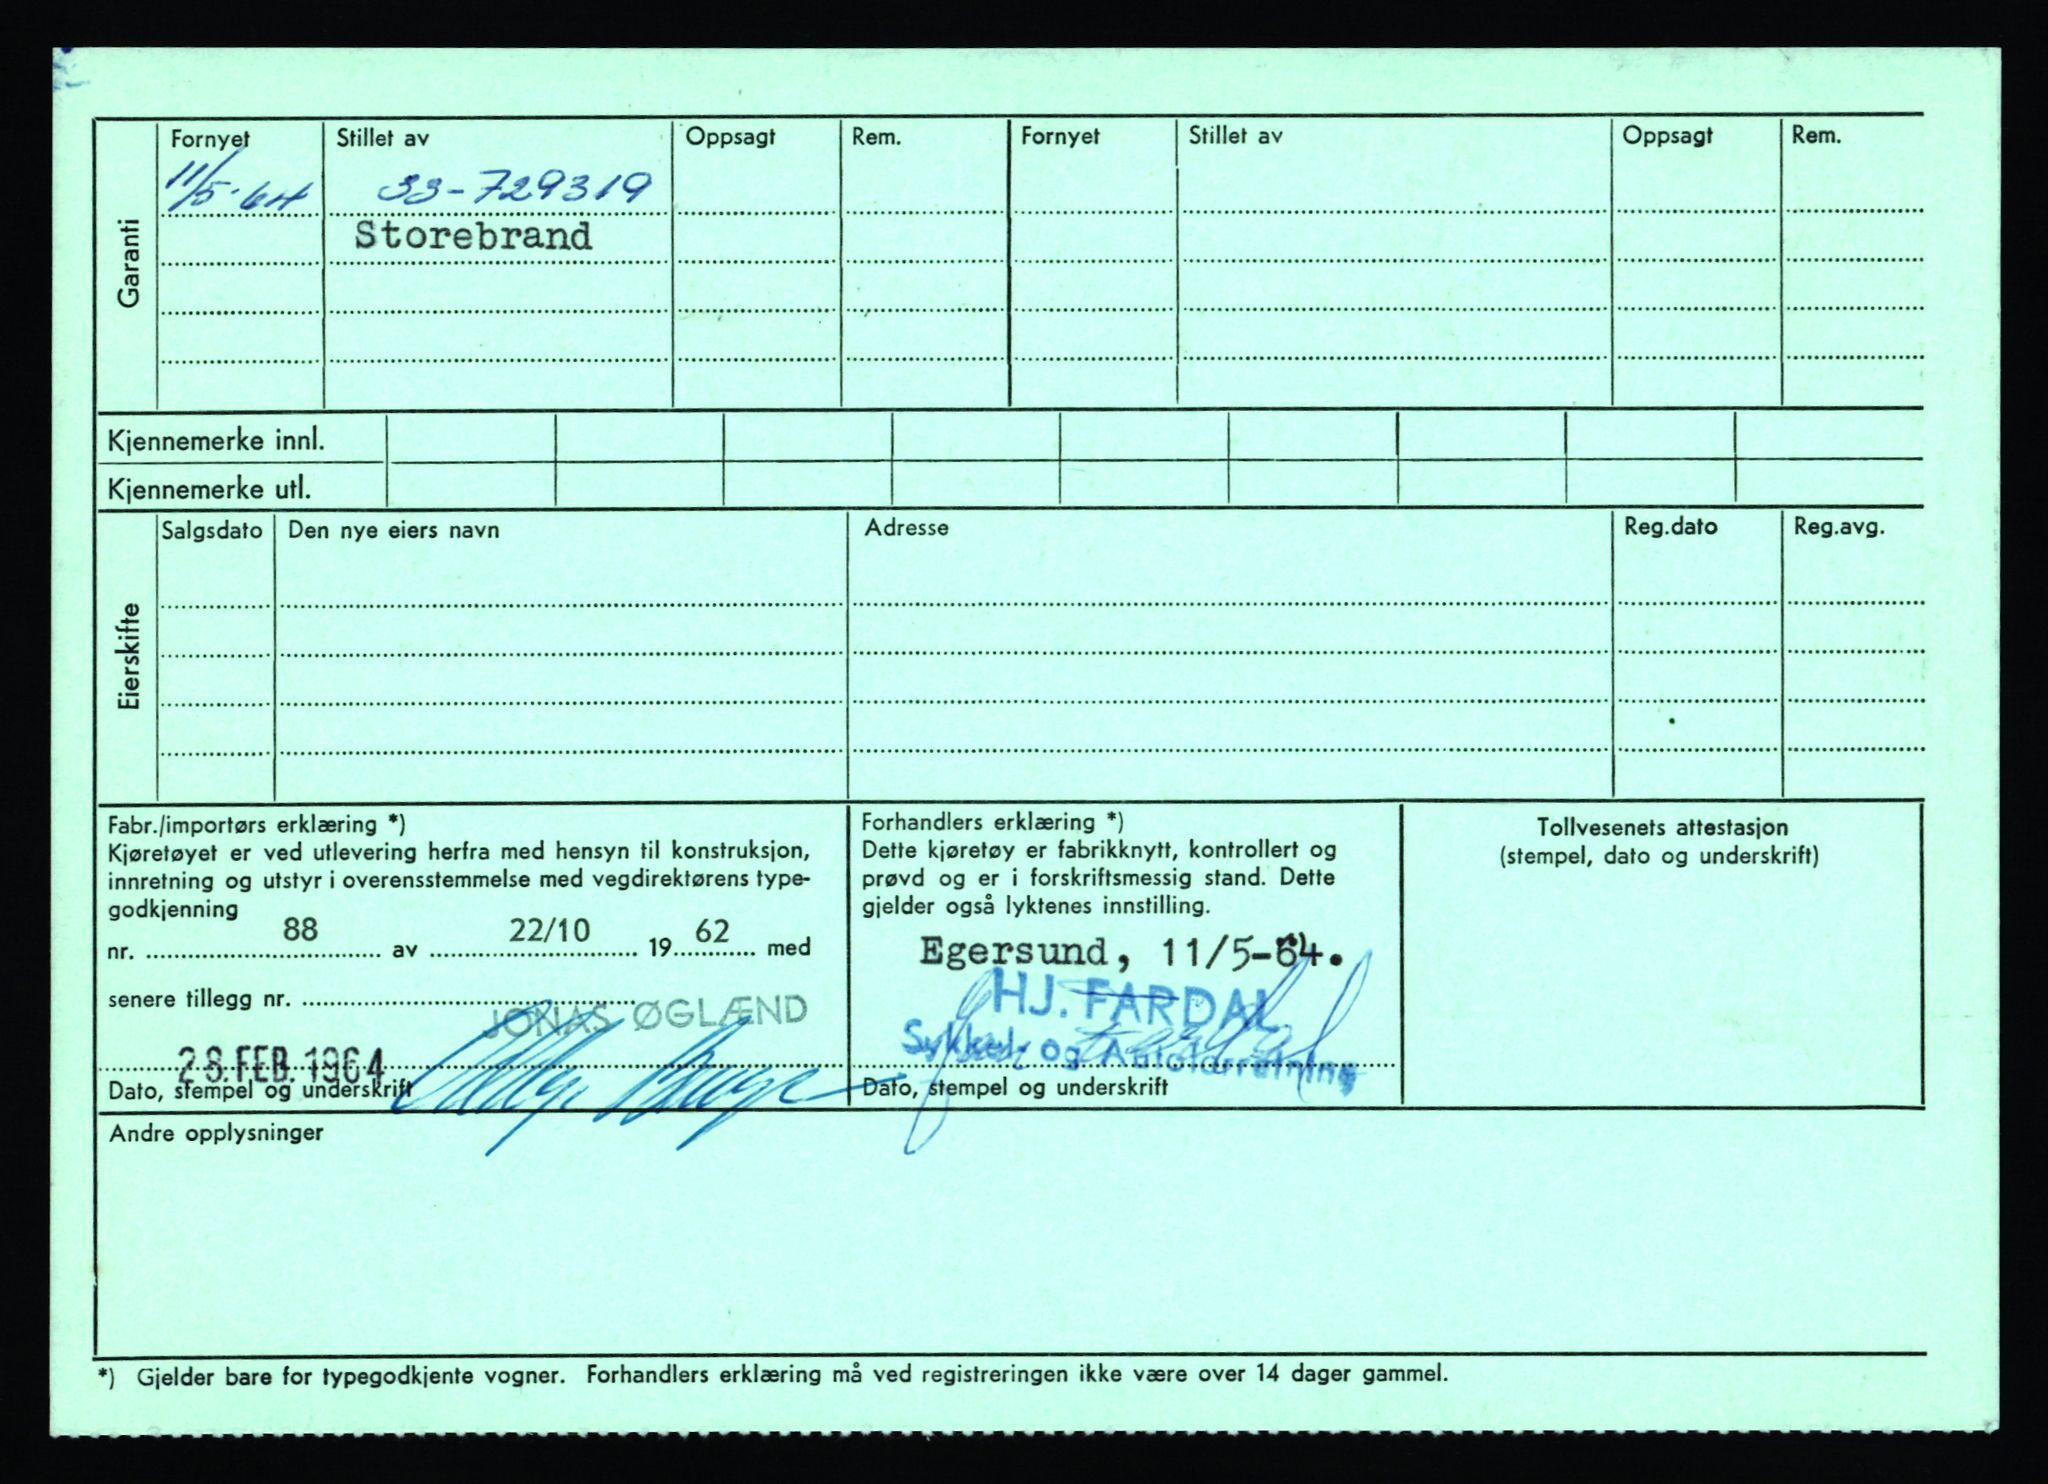 Garanti
Fornyet Stillet av Oppsagt Rem. Fornyet Stillet av Oppsagt Rem.
11/5-64 33-729319
Storebrand
Kjennemerke innl.
Kjennemerke utl.
Eierskifte
Salgsdato Den nye eiers navn Adresse Reg.dato Reg.avg.
Fabr./importørs erklæring *)
Kjøretøyet er ved utlevering herfra med hensyn til konstruksjon,
innretning og utstyr i overensstemmelse med vegdirektørens type-
godkjenning
nr. 88 av 22/10 19 62 med
senere tillegg nr.
JONAS ØGLÆND
28. FEB. 1964
Dato, stempel og underskrift
Forhandlers erklæring *)
Dette kjøretøy er fabrikknytt, kontrollert og
prøvd og er i forskriftsmessig stand. Dette
gjelder også lyktenes innstilling.
Egersund, 11/5-64.
HJ. FARDAL
Sykkel- og Autoforretning
Dato, stempel og underskrift
Tollvesenets attestasjon
(stempel, dato og underskrift)
Andre opplysninger
*) Gjelder bare for typegodkjente vogner. Forhandlers erklæring må ved registreringen ikke være over 14 dager gammel.